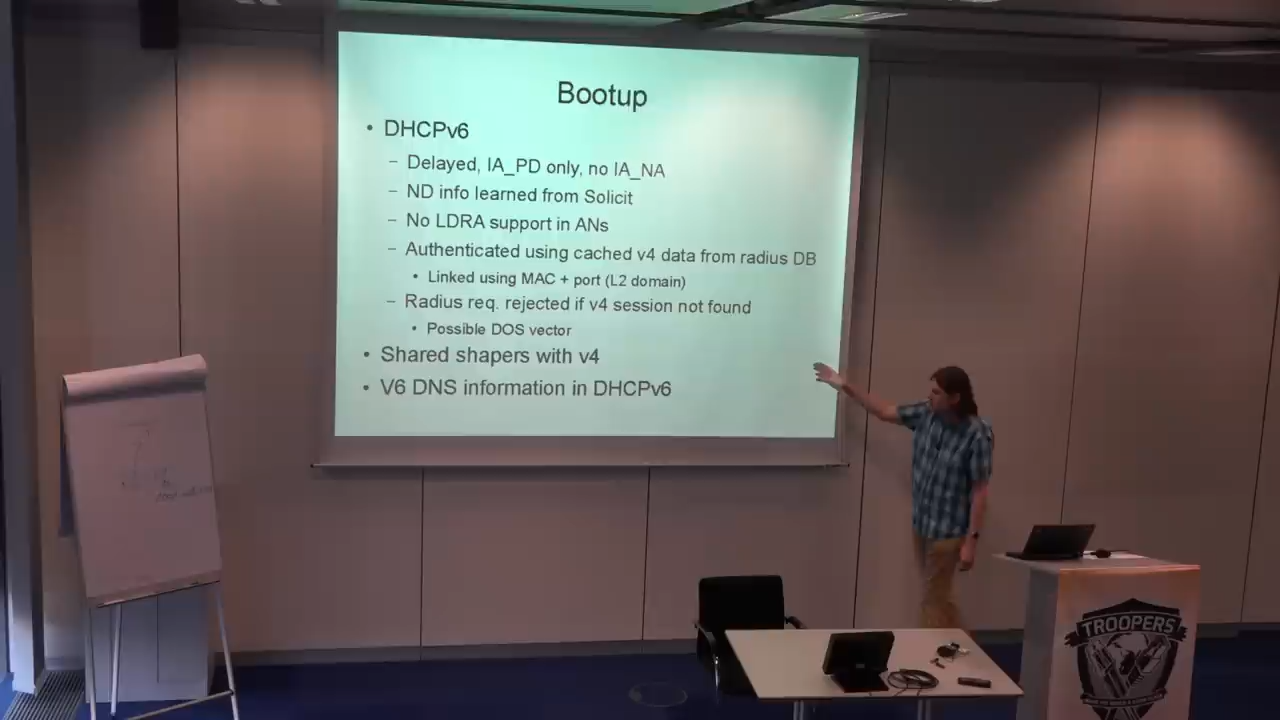 Bootup
• DHCPv6
– Delayed, IA_PD only, no IA_NA
– ND info learned from Solicit
– No LDRA support in ANs
– Authenticated using cached v4 data from radius DB
• Linked using MAC + port (L2 domain)
– Radius req. rejected if v4 session not found
• Possible DOS vector
• Shared shapers with v4
• V6 DNS information in DHCPv6
TROOPERS